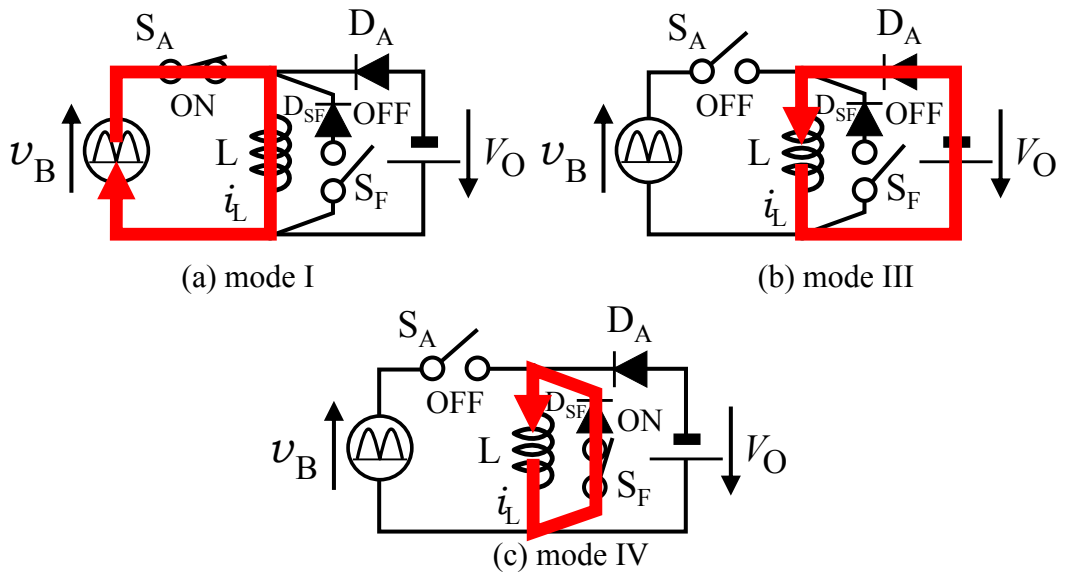 S_A
D_A
ON
D_SF
OFF
v_B
L
V_O
i_L
S_F
(a) mode I
S_A
D_A
OFF
D_SF
OFF
v_B
L
V_O
i_L
S_F
(b) mode III
S_A
D_A
OFF
D_SF
ON
v_B
L
V_O
i_L
S_F
(c) mode IV